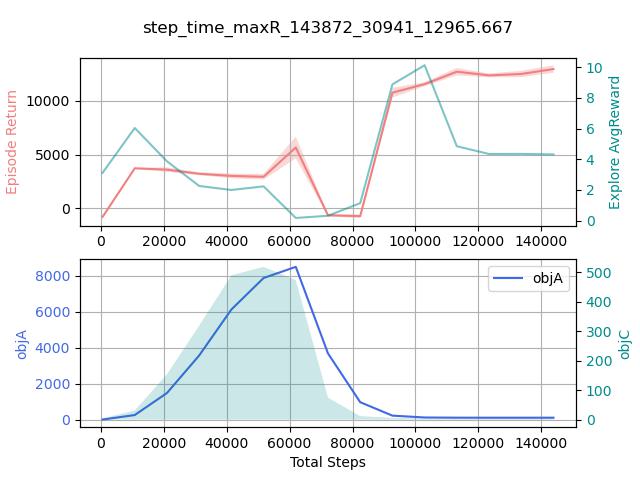 step_time_maxR_143872_30941_12965.667
Episode Return
10000
5000
0
10
8
6
4
2
0
Explore AvgReward
0 20000 40000 60000 80000 100000 120000 140000
objA
8000
6000
4000
2000
0
objA
500
400
300
200
100
0
objC
0 20000 40000 60000 80000 100000 120000 140000
Total Steps